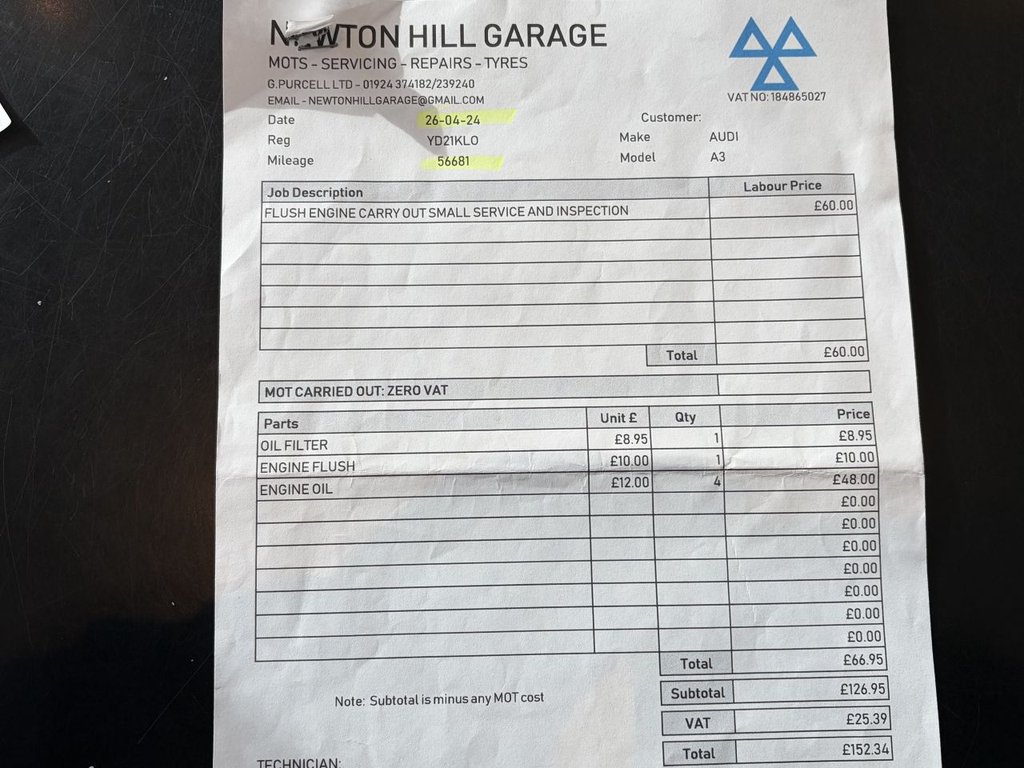 NEWTON HILL GARAGE
MOTS - SERVICING - REPAIRS - TYRES
G.PURCELL LTD - 01924 374182/239240
EMAIL - NEWTONHILLGARAGE@GMAIL.COM
VAT NO: 184865027
Date 26-04-24 Customer:
Reg YD21KLO Make AUDI
Mileage 56681 Model A3
Job Description Labour Price
FLUSH ENGINE CARRY OUT SMALL SERVICE AND INSPECTION £60.00
Total £60.00
MOT CARRIED OUT: ZERO VAT
Parts Unit £ Qty Price
OIL FILTER £8.95 1 £8.95
ENGINE FLUSH £10.00 1 £10.00
ENGINE OIL £12.00 4 £48.00
£0.00
£0.00
£0.00
£0.00
£0.00
£0.00
£0.00
Total £66.95
Note: Subtotal is minus any MOT cost Subtotal £126.95
VAT £25.39
Total £152.34
TECHNICIAN: